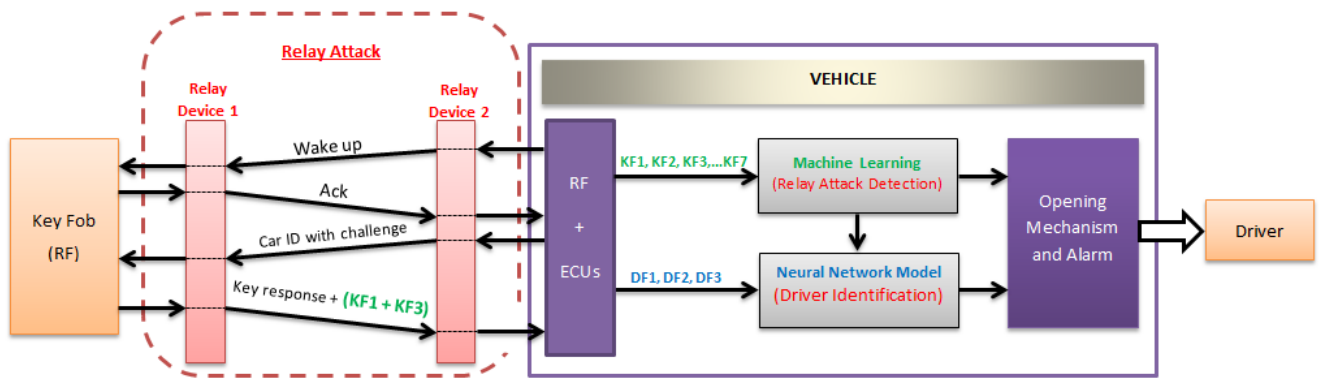 Relay Attack
Relay
Device 1
Relay
Device 2
Key Fob
(RF)
Wake up
Ack
Car ID with challenge
Key response + (KF1 + KF3)
VEHICLE
RF
+
ECUs
KF1, KF2, KF3,...KF7
DF1, DF2, DF3
Machine Learning
(Relay Attack Detection)
Neural Network Model
(Driver Identification)
Opening
Mechanism
and Alarm
Driver